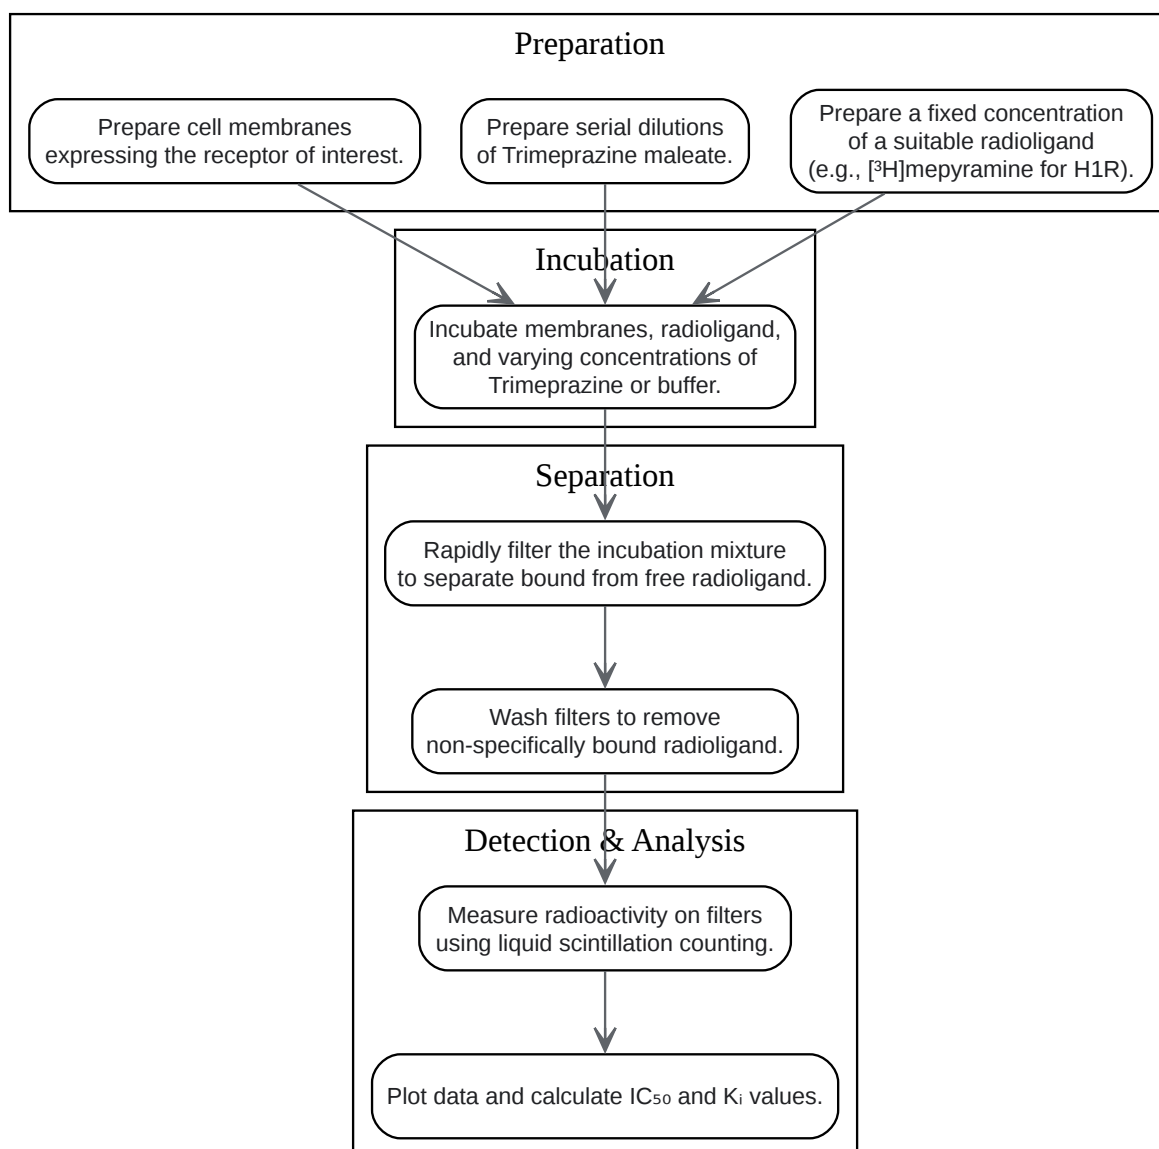 Preparation
Prepare cell membranes
expressing the receptor of interest.
Prepare serial dilutions
of Trimeprazine maleate.
Prepare a fixed concentration
of a suitable radioligand
(e.g., [³H]mepyramine for H1R).
Incubation
Incubate membranes, radioligand,
and varying concentrations of
Trimeprazine or buffer.
Separation
Rapidly filter the incubation mixture
to separate bound from free radioligand.
Wash filters to remove
non-specifically bound radioligand.
Detection & Analysis
Measure radioactivity on filters
using liquid scintillation counting.
Plot data and calculate IC₅₀ and Kᵢ values.